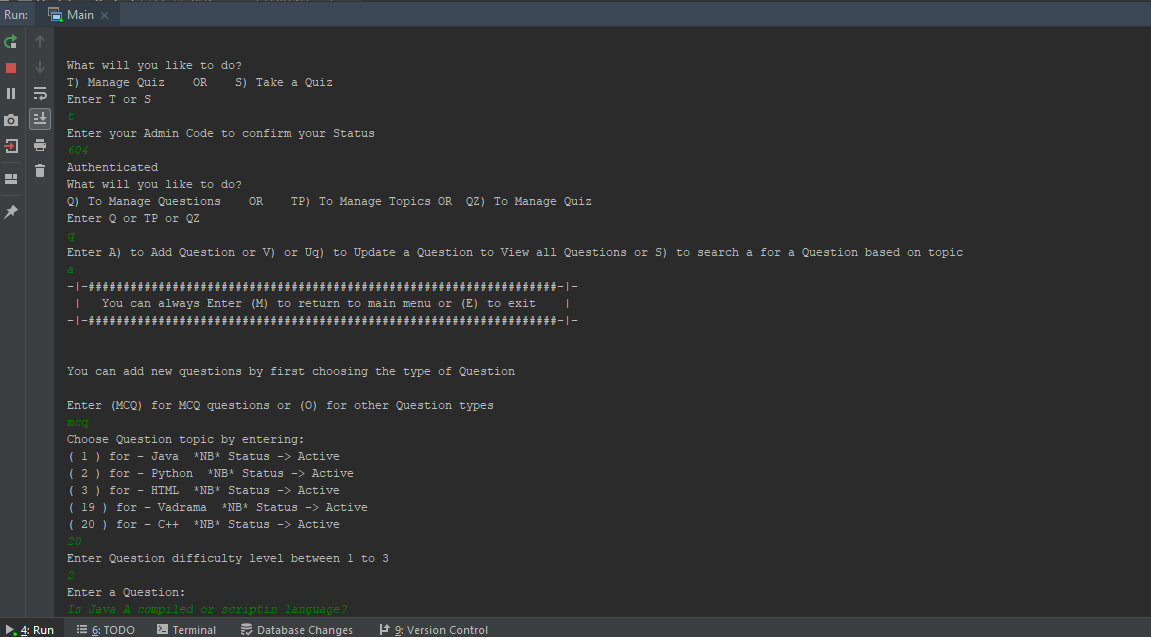 Run: Main
What will you like to do?
T) Manage Quiz    OR    S) Take a Quiz
Enter T or S
t
Enter your Admin Code to confirm your Status
604
Authenticated
What will you like to do?
Q) To Manage Questions    OR    TP) To Manage Topics OR  QZ) To Manage Quiz
Enter Q or TP or QZ
q
Enter A) to Add Question or V) or Uq) to Update a Question to View all Questions or S) to search a for a Question based on topic
a
-|-###################################################################-|-
 |   You can always Enter (M) to return to main menu or (E) to exit    |
-|-###################################################################-|-
You can add new questions by first choosing the type of Question
Enter (MCQ) for MCQ questions or (O) for other Question types
mcq
Choose Question topic by entering:
( 1 ) for - Java  *NB* Status -> Active
( 2 ) for - Python  *NB* Status -> Active
( 3 ) for - HTML  *NB* Status -> Active
( 19 ) for - Vadrama  *NB* Status -> Active
( 20 ) for - C++  *NB* Status -> Active
20
Enter Question difficulty level between 1 to 3
2
Enter a Question:
Is Java A compiled or scriptin language?
4: Run 6: TODO Terminal Database Changes 9: Version Control